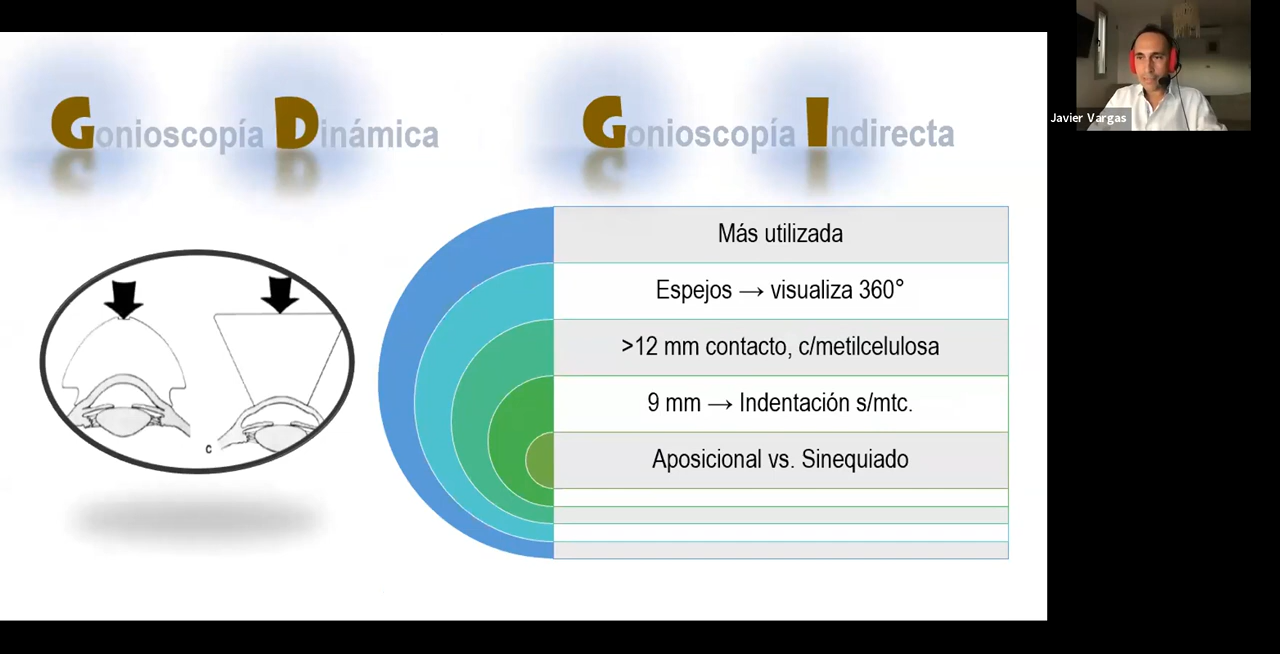 Gonioscopía Dinámica
Gonioscopía Indirecta
Más utilizada
Espejos → visualiza 360°
>12 mm contacto, c/metilcelulosa
9 mm → Indentación s/mtc.
Aposicional vs. Sinequiado
c
Javier Vargas